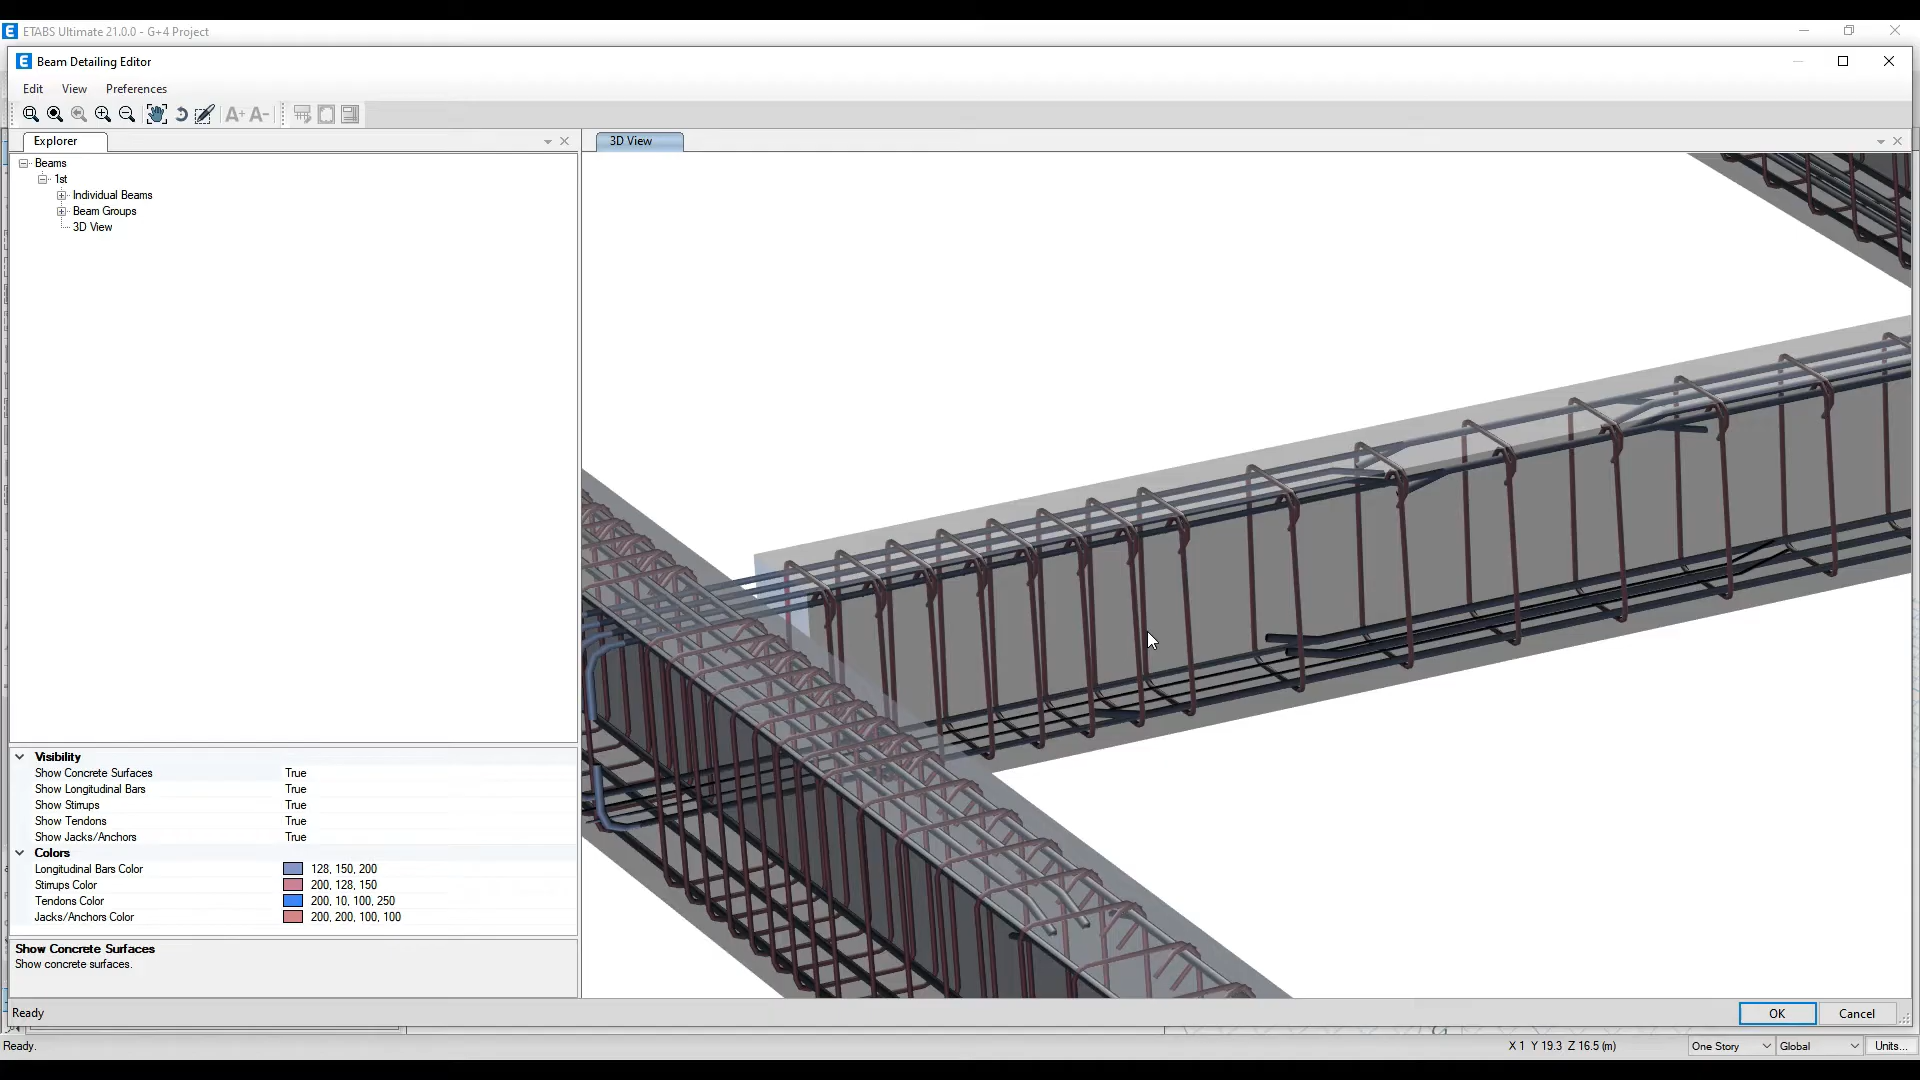 ETABS Ultimate 21.0.0 - G+4 Project
Beam Detailing Editor
Edit View Preferences
A+ A-
Explorer
3D View
Beams
1st
Individual Beams
Beam Groups
3D View
Visibility
Show Concrete Surfaces True
Show Longitudinal Bars True
Show Stirrups True
Show Tendons True
Show Jacks/Anchors True
Colors
Longitudinal Bars Color 128, 150, 200
Stirrups Color 200, 128, 150
Tendons Color 200, 10, 100, 250
Jacks/Anchors Color 200, 200, 100, 100
Show Concrete Surfaces
Show concrete surfaces.
Ready
OK Cancel
Ready.
X 1 Y 19.3 Z 16.5 (m) One Story Global Units...